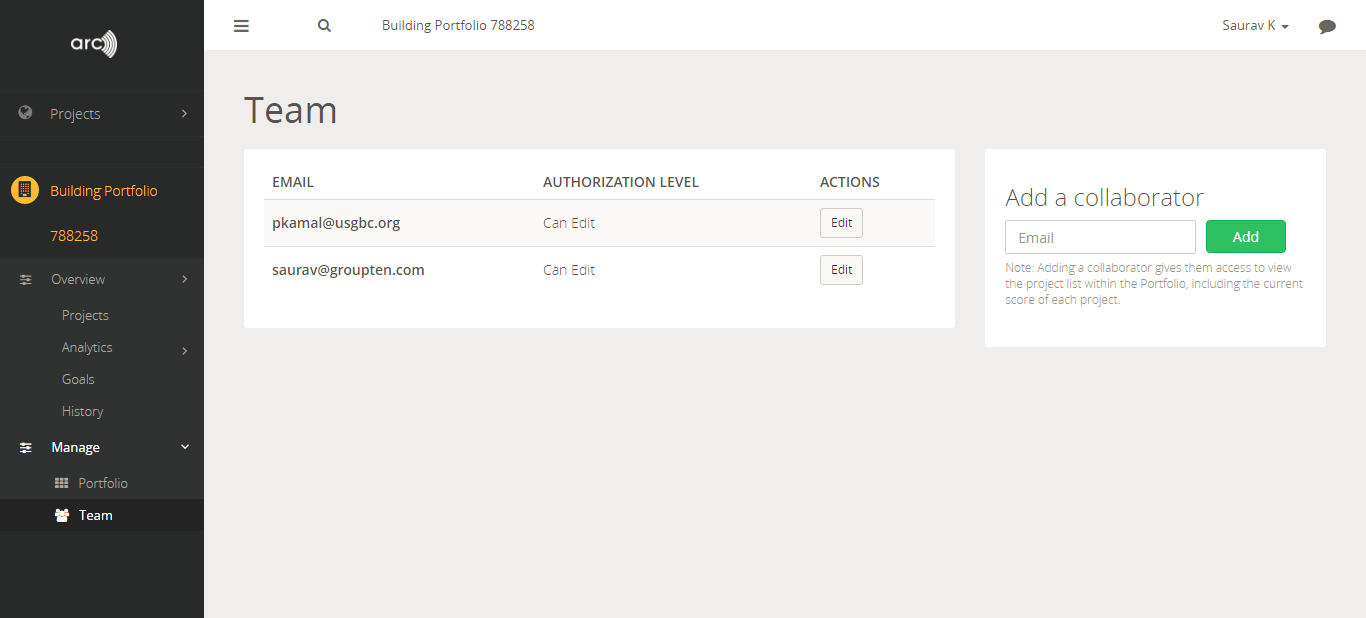 arc
Projects
Building Portfolio
788258
Overview
Projects
Analytics
Goals
History
Manage
Portfolio
Team
Building Portfolio 788258
Saurav K
Team
EMAIL AUTHORIZATION LEVEL ACTIONS
pkamal@usgbc.org Can Edit Edit
saurav@groupten.com Can Edit Edit
Add a collaborator
Email Add
Note: Adding a collaborator gives them access to view
the project list within the Portfolio, including the current
score of each project.